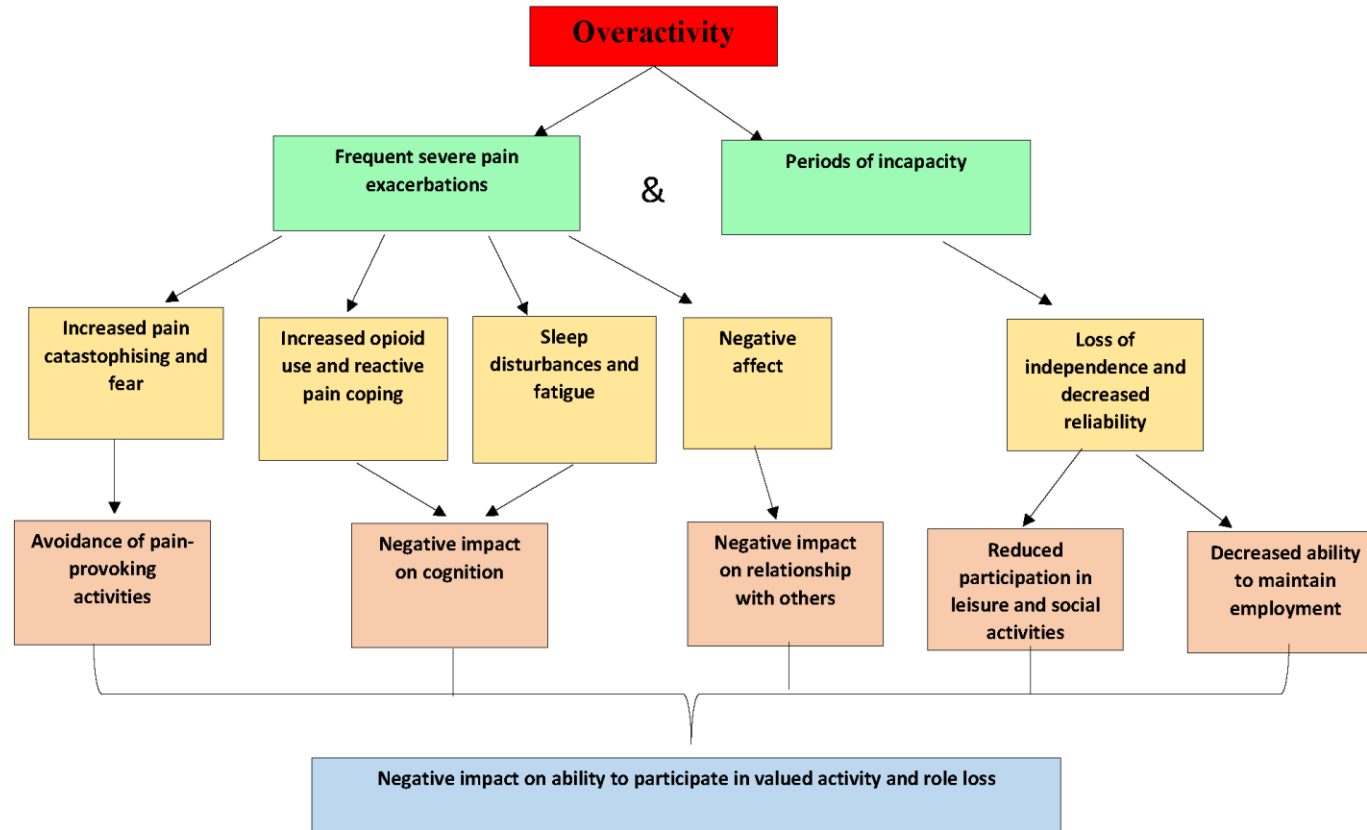 Overactivity
Frequent severe pain
exacerbations
&
Periods of incapacity
Increased pain
catastophising and
fear
Increased opioid
use and reactive
pain coping
Sleep
disturbances and
fatigue
Negative
affect
Loss of
independence and
decreased
reliability
Avoidance of pain-
provoking
activities
Negative impact
on cognition
Negative impact
on relationship
with others
Reduced
participation in
leisure and social
activities
Decreased ability
to maintain
employment
Negative impact on ability to participate in valued activity and role loss